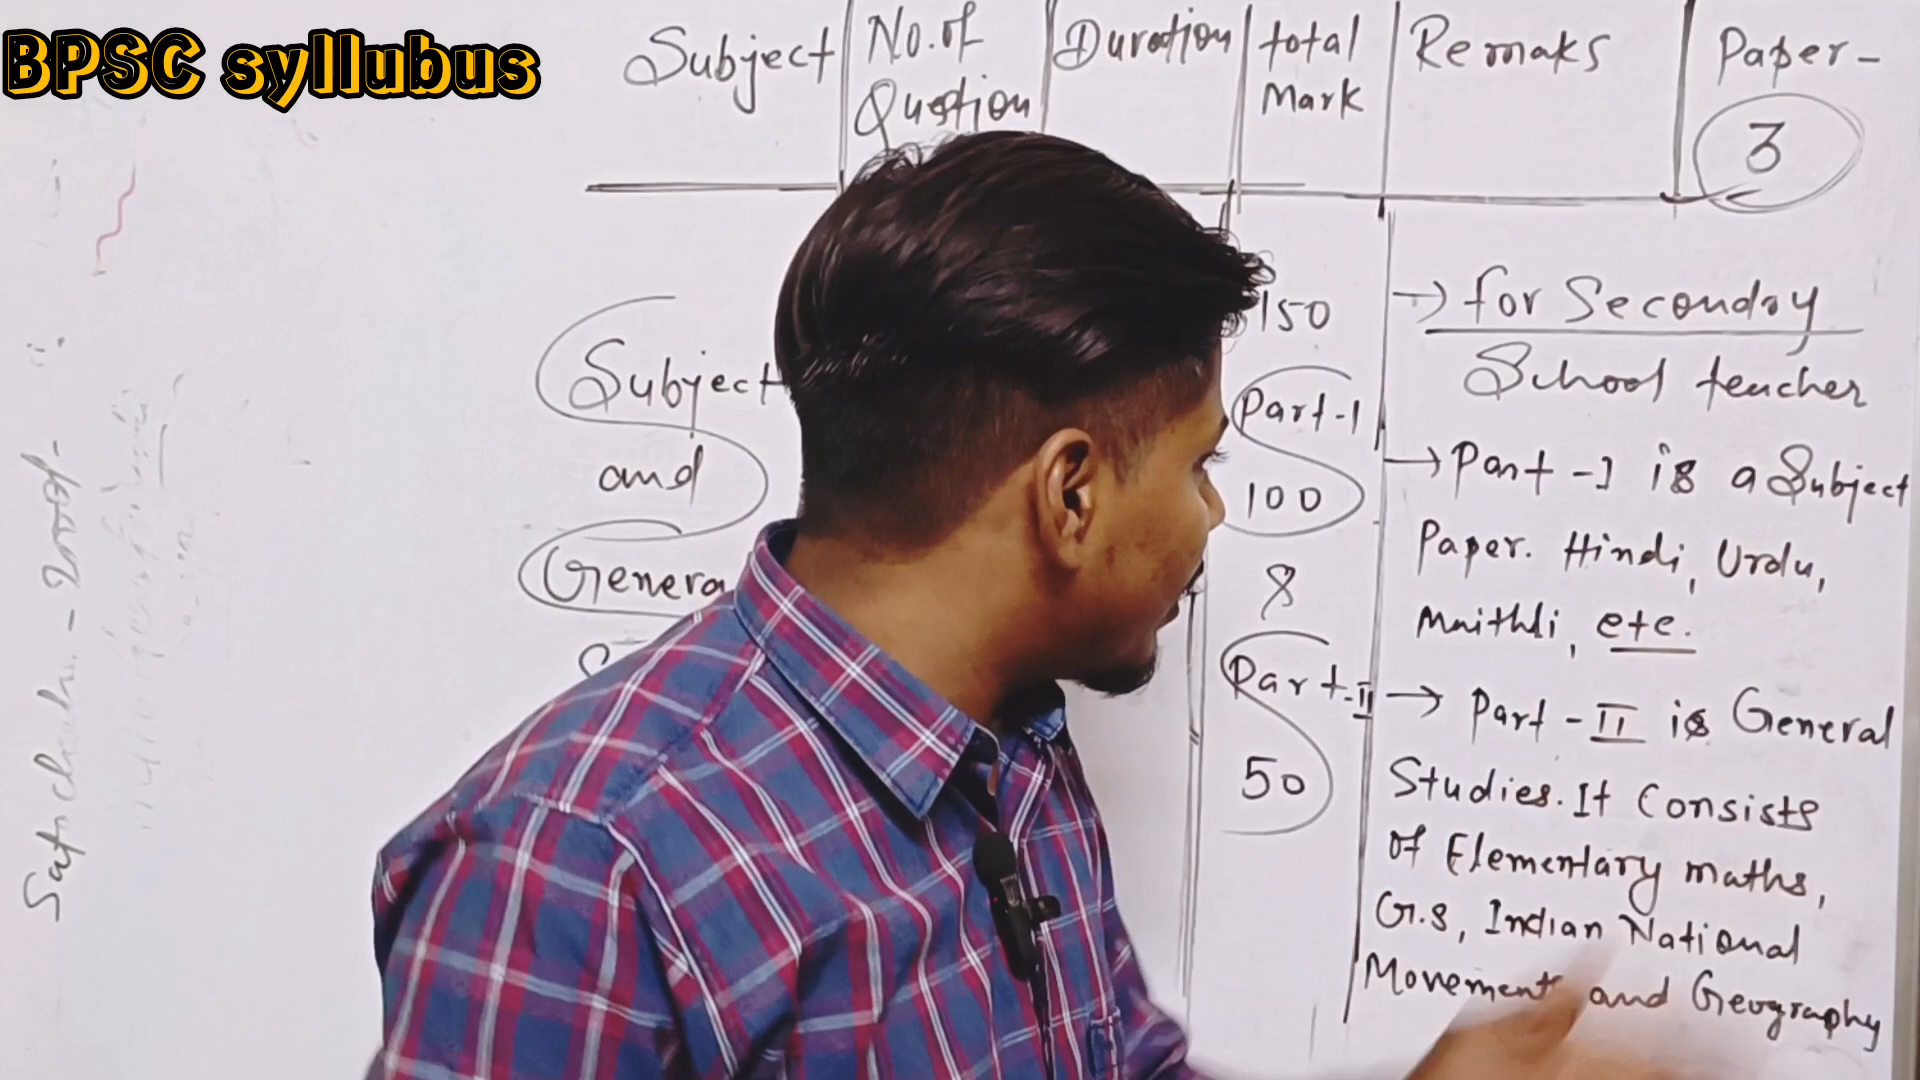 BPSC syllubus
Subject
No. of
Question
Duration
total
Mark
Remaks
Paper-
3
Subject
and
Genera
150
Part-1
100
8
Part-II
50
→ for Secondry
School teacher
→ Part -I is a Subject
Paper. Hindi, Urdu,
Maithli, etc.
→ Part -II is General
Studies. It Consists
of Elementary maths,
G.S, Indian National
Movement and Geography